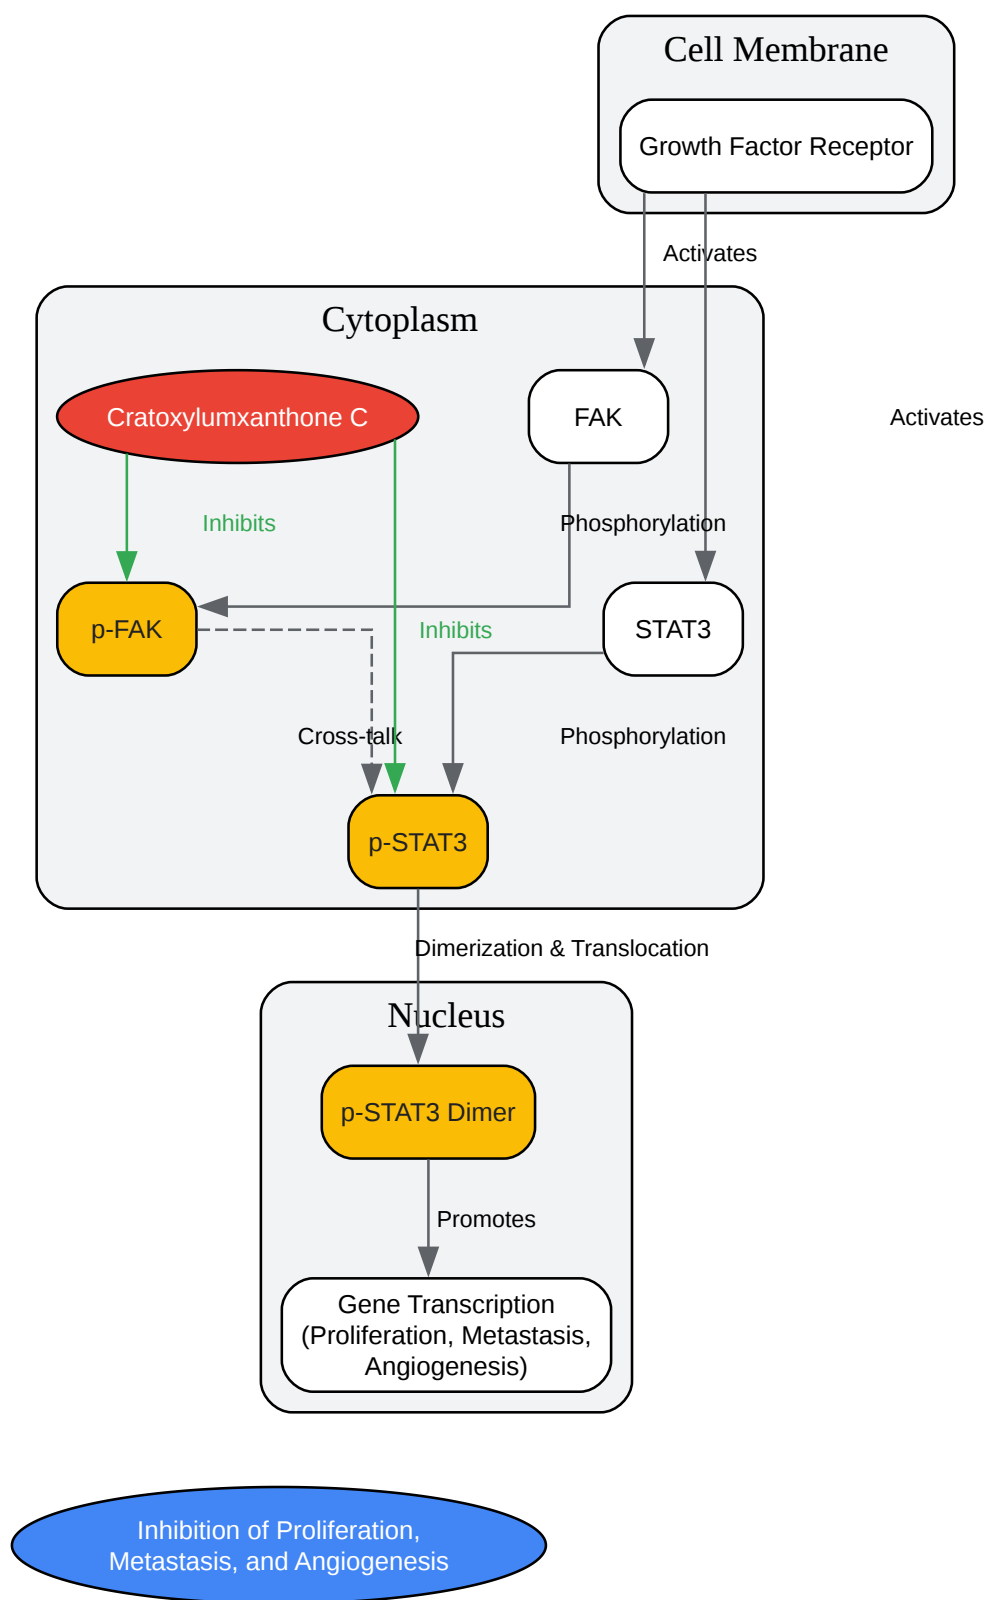 Cell Membrane
Growth Factor Receptor
Activates
Cytoplasm
Cratoxylumxanthone C
FAK
Activates
Inhibits
Phosphorylation
p-FAK
Inhibits
STAT3
Cross-talk
Phosphorylation
p-STAT3
Dimerization & Translocation
Nucleus
p-STAT3 Dimer
Promotes
Gene Transcription
(Proliferation, Metastasis,
Angiogenesis)
Inhibition of Proliferation,
Metastasis, and Angiogenesis